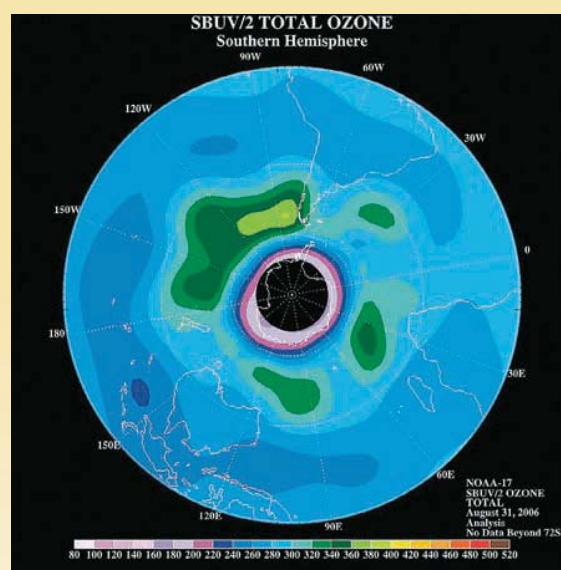 SBUV/2 TOTAL OZONE
Southern Hemisphere
90W
60W
120W
30W
150W
0
180
30E
150E
60E
120E
90E
NOAA-17
SBUV/2 OZONE
TOTAL
August 31, 2006
Analysis
No Data Beyond 72S
80 100 120 140 160 180 200 220 240 260 280 300 320 340 360 380 400 420 440 460 480 500 520